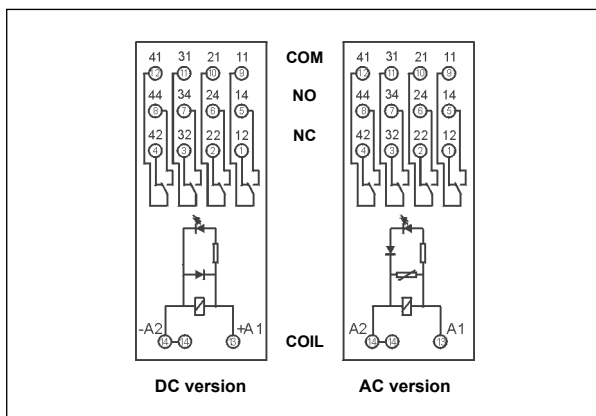 41 31 21 11 COM 41 31 21 11
12 11 10 9 12 11 10 9
NO
44 34 24 14 44 34 24 14
8 7 6 5 8 7 6 5
42 32 22 12 NC 42 32 22 12
4 3 2 1 4 3 2 1
-A2 +A1 A2 A1
14 14 13 COIL 14 14 13
DC version AC version